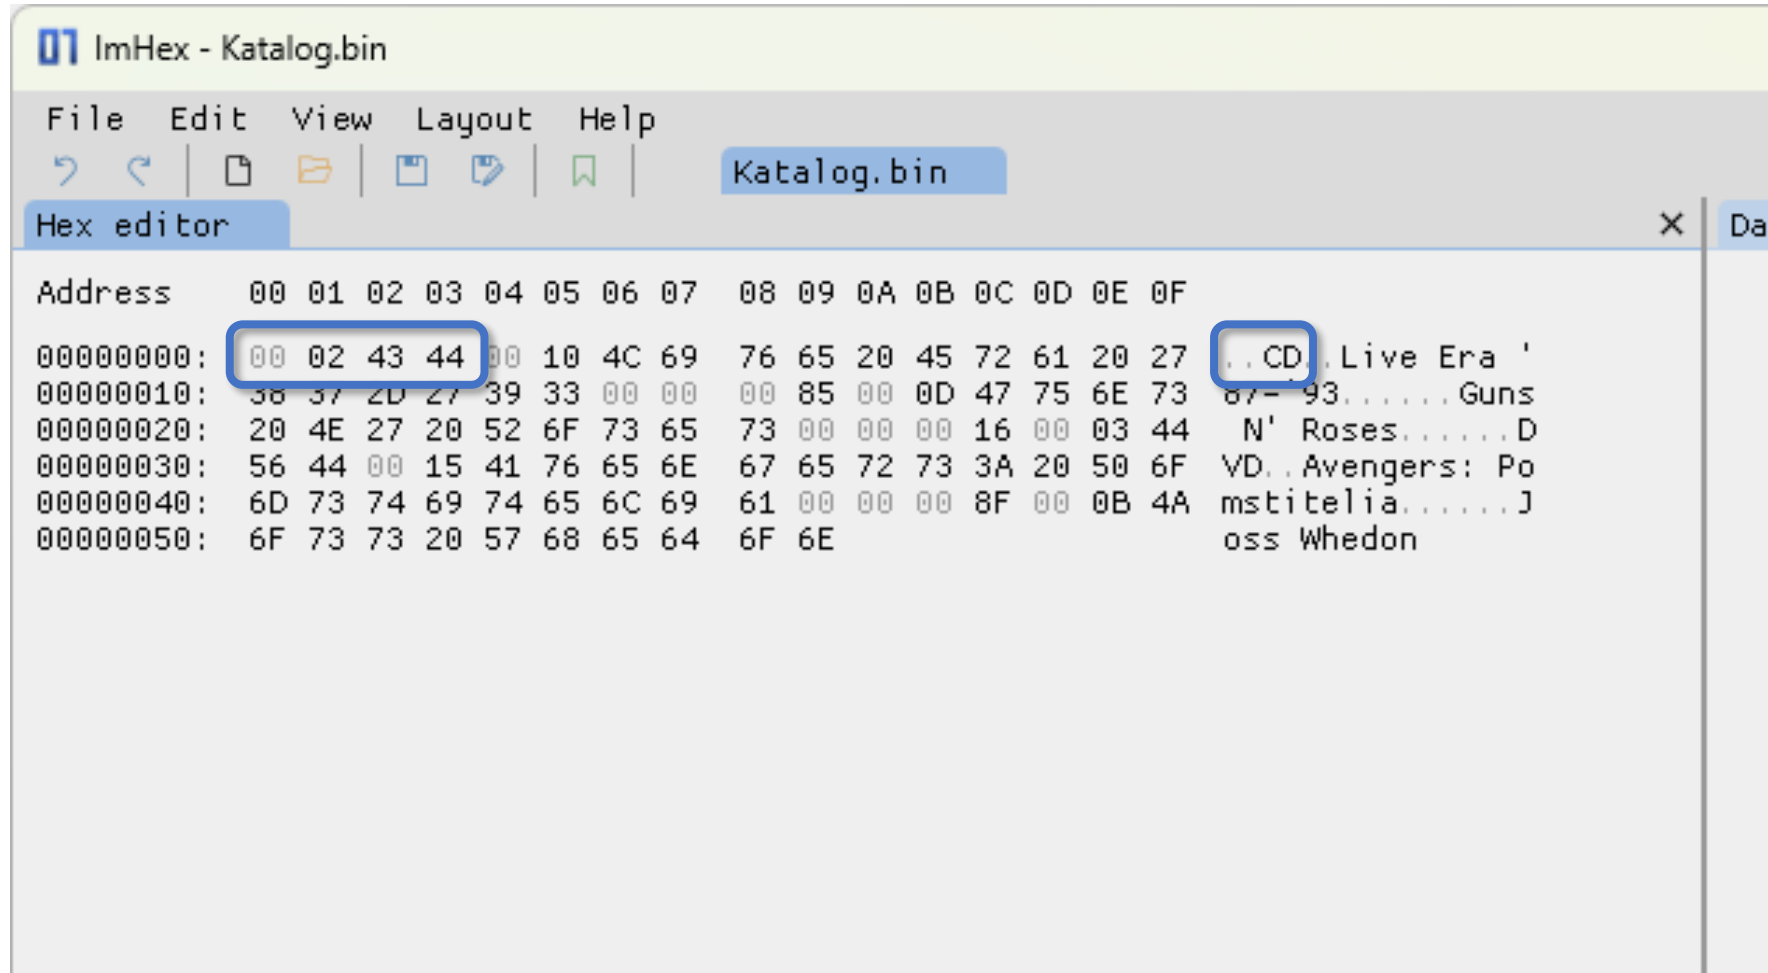 ImHex - Katalog.bin
File Edit View Layout Help
Katalog.bin
Hex editor
Da
Address 00 01 02 03 04 05 06 07 08 09 0A 0B 0C 0D 0E 0F
00000000: 00 02 43 44 00 10 4C 69 76 65 20 45 72 61 20 27 ..CD..Live Era '
00000010: 38 37 2D 27 39 33 00 00 00 85 00 0D 47 75 6E 73 87-'93......Guns
00000020: 20 4E 27 20 52 6F 73 65 73 00 00 00 16 00 03 44 N' Roses......D
00000030: 56 44 00 15 41 76 65 6E 67 65 72 73 3A 20 50 6F VD..Avengers: Po
00000040: 6D 73 74 69 74 65 6C 69 61 00 00 00 8F 00 0B 4A mstitelia......J
00000050: 6F 73 73 20 57 68 65 64 6F 6E oss Whedon